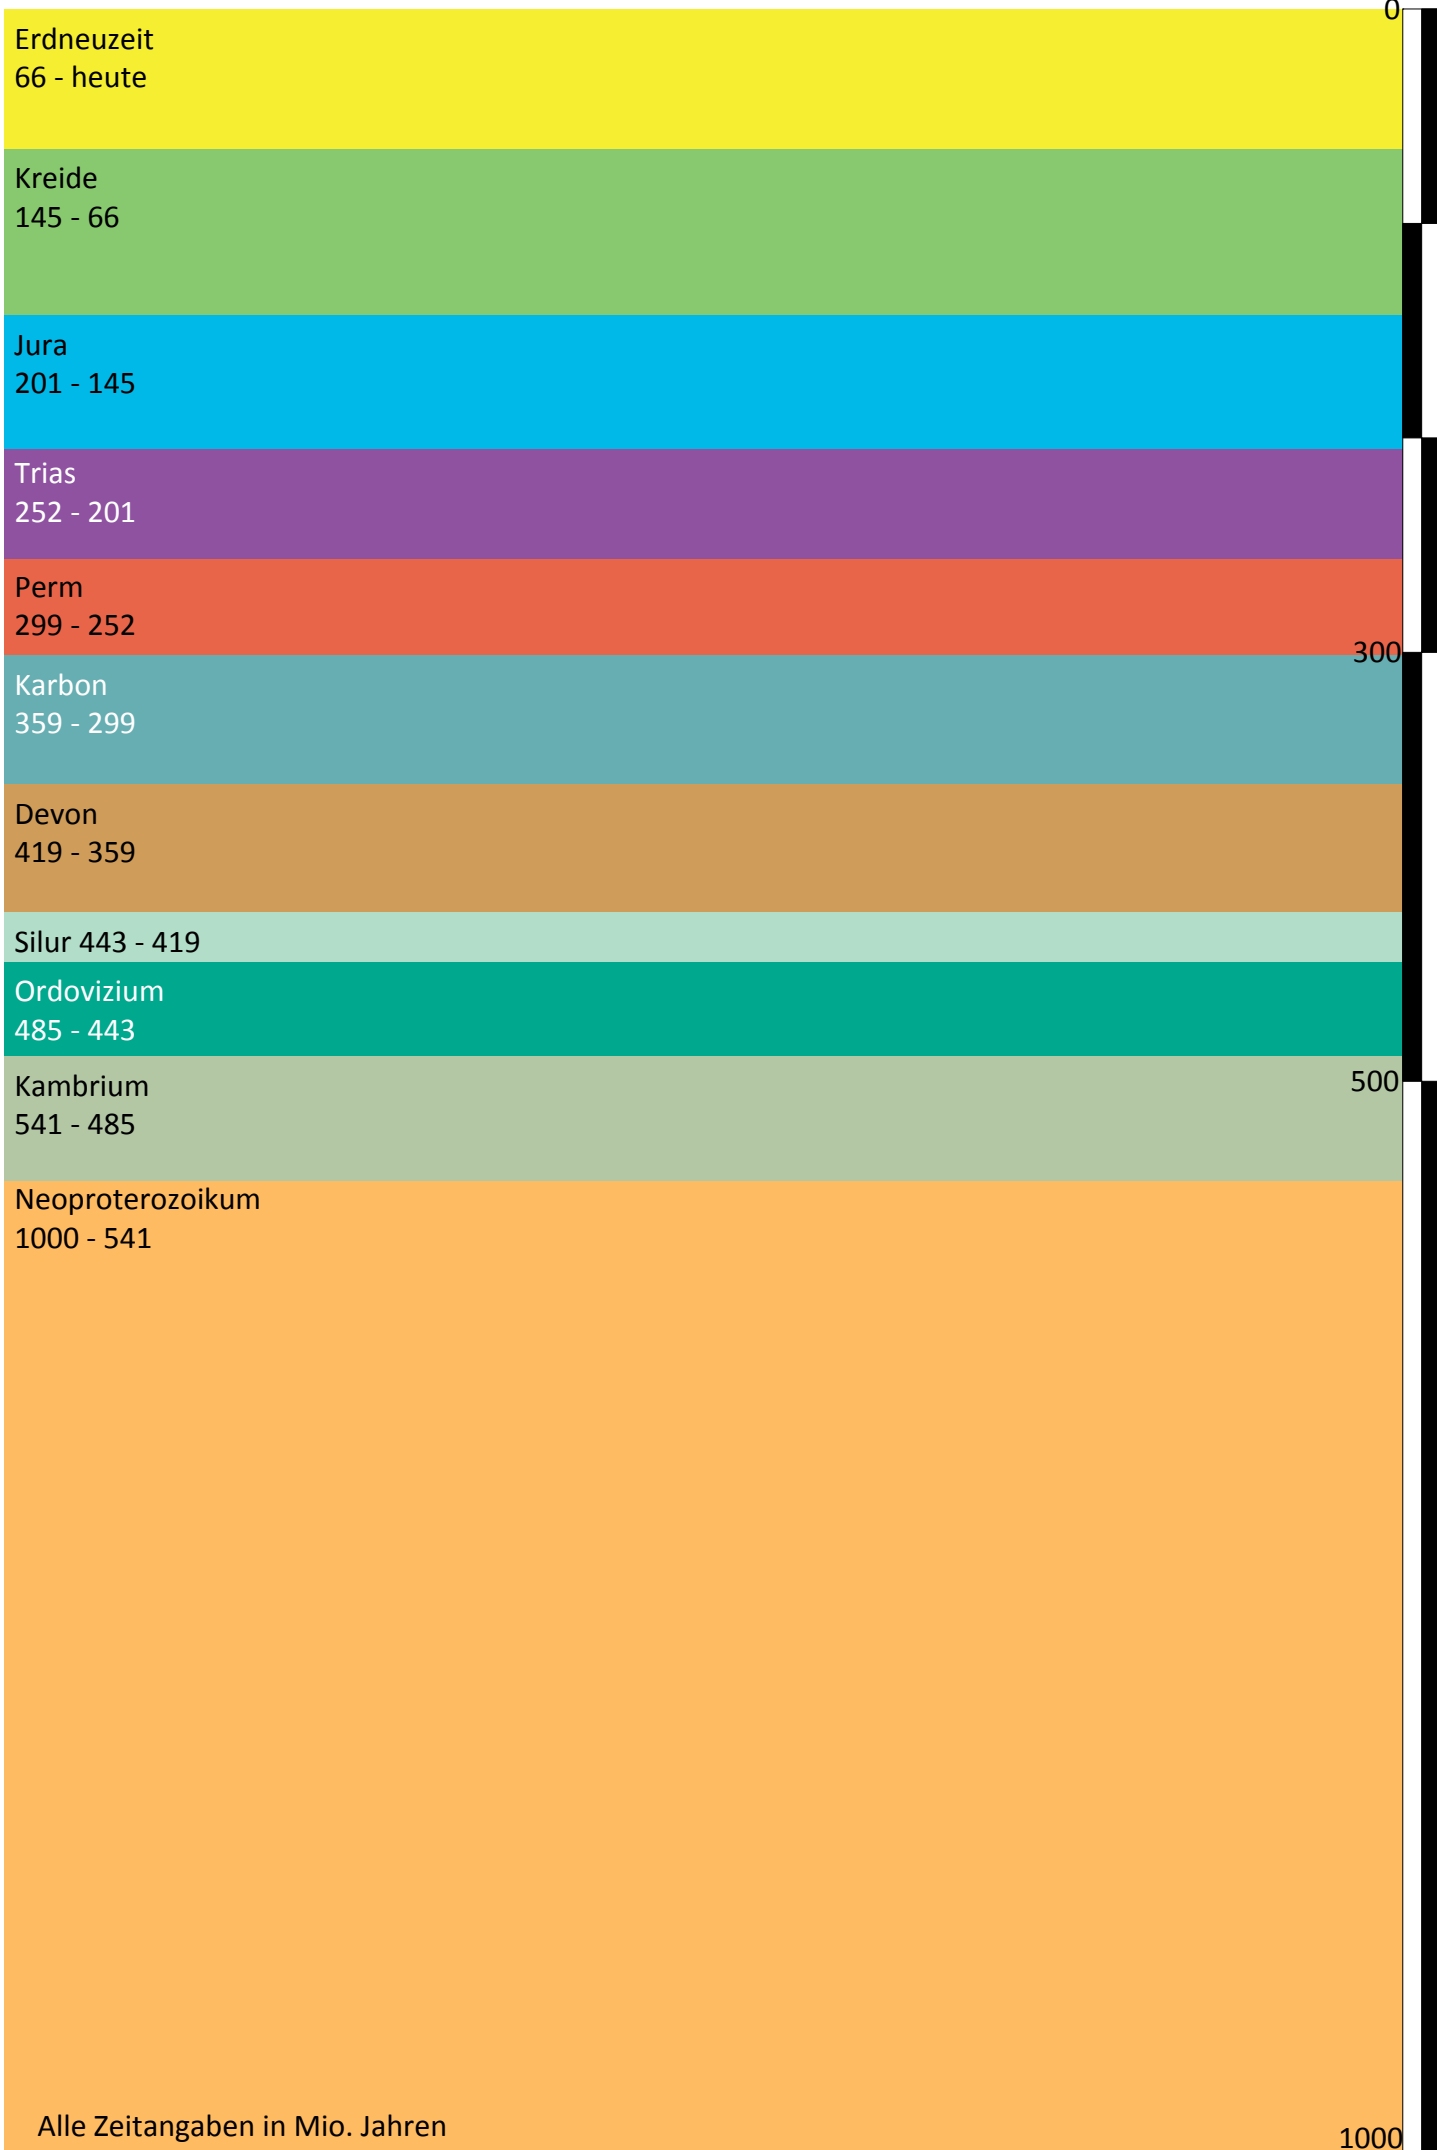 0
Erdneuzeit
66 - heute
Kreide
145 - 66
Jura
201 - 145
Trias
252 - 201
Perm
299 - 252
300
Karbon
359 - 299
Devon
419 - 359
Silur 443 - 419
Ordovizium
485 - 443
Kambrium
500
541 - 485
Neoproterozoikum
1000 - 541
Alle Zeitangaben in Mio. Jahren
1000